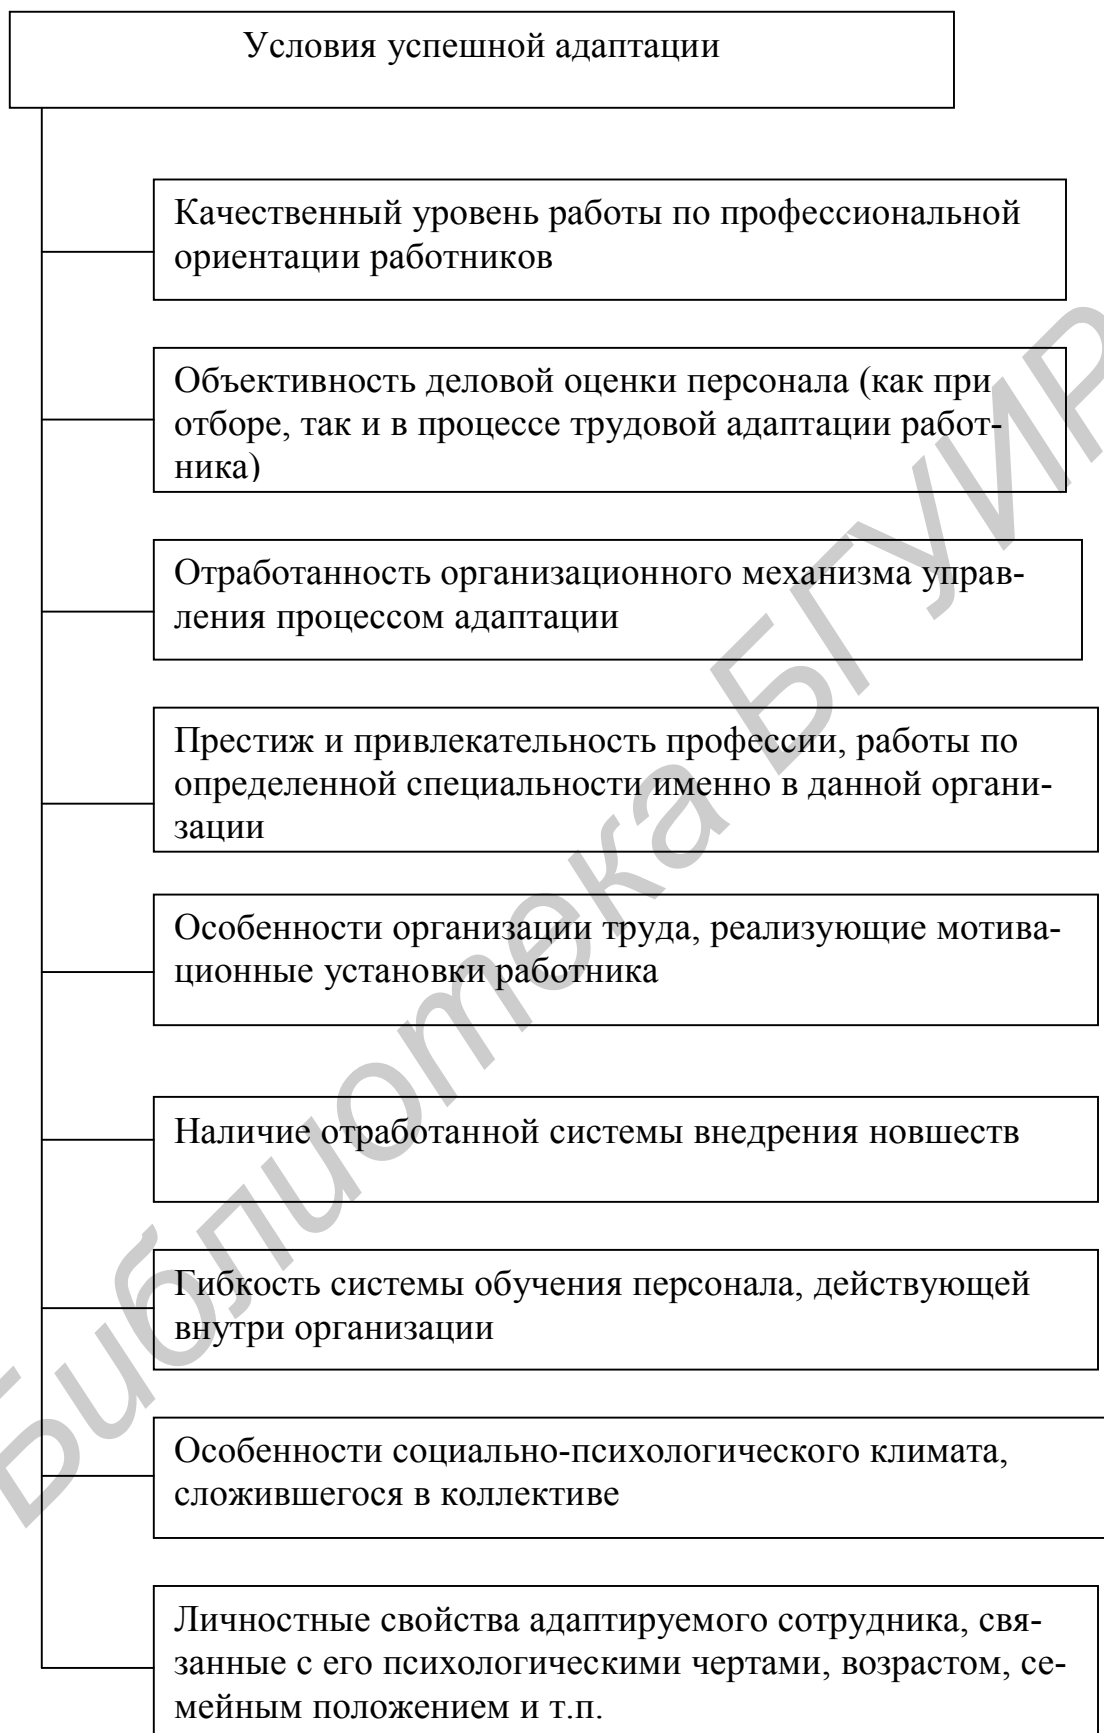 Условия успешной адаптации
Качественный уровень работы по профессиональной
ориентации работников
Объективность деловой оценки персонала (как при
отборе, так и в процессе трудовой адаптации работ-
ника)
Отработанность организационного механизма управ-
ления процессом адаптации
Престиж и привлекательность профессии, работы по
определенной специальности именно в данной органи-
зации
Особенности организации труда, реализующие мотива-
ционные установки работника
Наличие отработанной системы внедрения новшеств
Гибкость системы обучения персонала, действующей
внутри организации
Особенности социально-психологического климата,
сложившегося в коллективе
Личностные свойства адаптируемого сотрудника, свя-
занные с его психологическими чертами, возрастом, се-
мейным положением и т.п.
Библиотека БГУИР